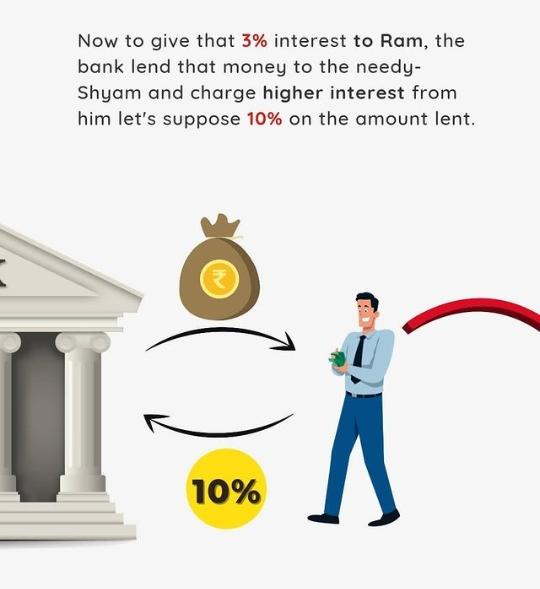 Now to give that 3% interest to Ram, the
bank lend that money to the needy-
Shyam and charge higher interest from
him let's suppose 10% on the amount lent.
₹
K
10%